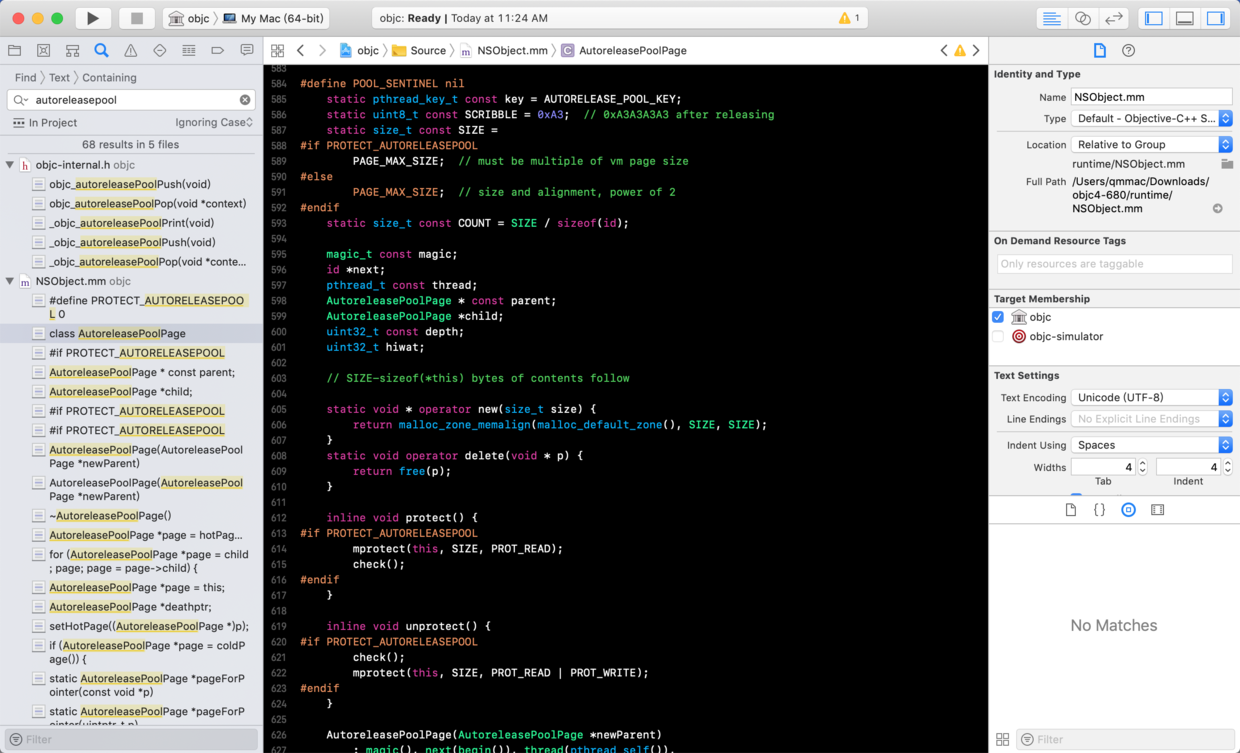 objc
My Mac (64-bit)
objc: Ready | Today at 11:24 AM
1
objc
Source
m
NSObject.mm
C
AutoreleasePoolPage
Find
Text
Containing
autoreleasepool
In Project
Ignoring Case
68 results in 5 files
h
objc-internal.h objc
objc_autoreleasePoolPush(void)
objc_autoreleasePoolPop(void *context)
_objc_autoreleasePoolPrint(void)
_objc_autoreleasePoolPush(void)
_objc_autoreleasePoolPop(void *conte...
m
NSObject.mm objc
#define PROTECT_AUTORELEASEPOO
L 0
class AutoreleasePoolPage
#if PROTECT_AUTORELEASEPOOL
AutoreleasePoolPage * const parent;
AutoreleasePoolPage *child;
#if PROTECT_AUTORELEASEPOOL
#if PROTECT_AUTORELEASEPOOL
AutoreleasePoolPage(AutoreleasePool
Page *newParent)
AutoreleasePoolPage(AutoreleasePool
Page *newParent)
~AutoreleasePoolPage()
AutoreleasePoolPage *page = hotPag...
for (AutoreleasePoolPage *page = child
; page; page = page->child) {
AutoreleasePoolPage *page = this;
AutoreleasePoolPage *deathptr;
setHotPage((AutoreleasePoolPage *)p);
if (AutoreleasePoolPage *page = coldP
age()) {
static AutoreleasePoolPage *pageForP
ointer(const void *p)
static AutoreleasePoolPage *pageForP
ointer(uintptr_t p)
Filter
583
584 #define POOL_SENTINEL nil
585 static pthread_key_t const key = AUTORELEASE_POOL_KEY;
586 static uint8_t const SCRIBBLE = 0xA3;  // 0xA3A3A3A3 after releasing
587 static size_t const SIZE =
588 #if PROTECT_AUTORELEASEPOOL
589 PAGE_MAX_SIZE;  // must be multiple of vm page size
590 #else
591 PAGE_MAX_SIZE;  // size and alignment, power of 2
592 #endif
593 static size_t const COUNT = SIZE / sizeof(id);
594
595 magic_t const magic;
596 id *next;
597 pthread_t const thread;
598 AutoreleasePoolPage * const parent;
599 AutoreleasePoolPage *child;
600 uint32_t const depth;
601 uint32_t hiwat;
602
603 // SIZE-sizeof(*this) bytes of contents follow
604
605 static void * operator new(size_t size) {
606 return malloc_zone_memalign(malloc_default_zone(), SIZE, SIZE);
607 }
608 static void operator delete(void * p) {
609 return free(p);
610 }
611
612 inline void protect() {
613 #if PROTECT_AUTORELEASEPOOL
614 mprotect(this, SIZE, PROT_READ);
615 check();
616 #endif
617 }
618
619 inline void unprotect() {
620 #if PROTECT_AUTORELEASEPOOL
621 check();
622 mprotect(this, SIZE, PROT_READ | PROT_WRITE);
623 #endif
624 }
625
626 AutoreleasePoolPage(AutoreleasePoolPage *newParent)
627 : magic(), next(begin()), thread(pthread_self()),
Identity and Type
Name NSObject.mm
Type Default - Objective-C++ S...
Location Relative to Group
runtime/NSObject.mm
Full Path /Users/qmmac/Downloads/
objc4-680/runtime/
NSObject.mm
On Demand Resource Tags
Only resources are taggable
Target Membership
objc
objc-simulator
Text Settings
Text Encoding Unicode (UTF-8)
Line Endings No Explicit Line Endings
Indent Using Spaces
Widths 4 4
Tab Indent
{}
No Matches
Filter